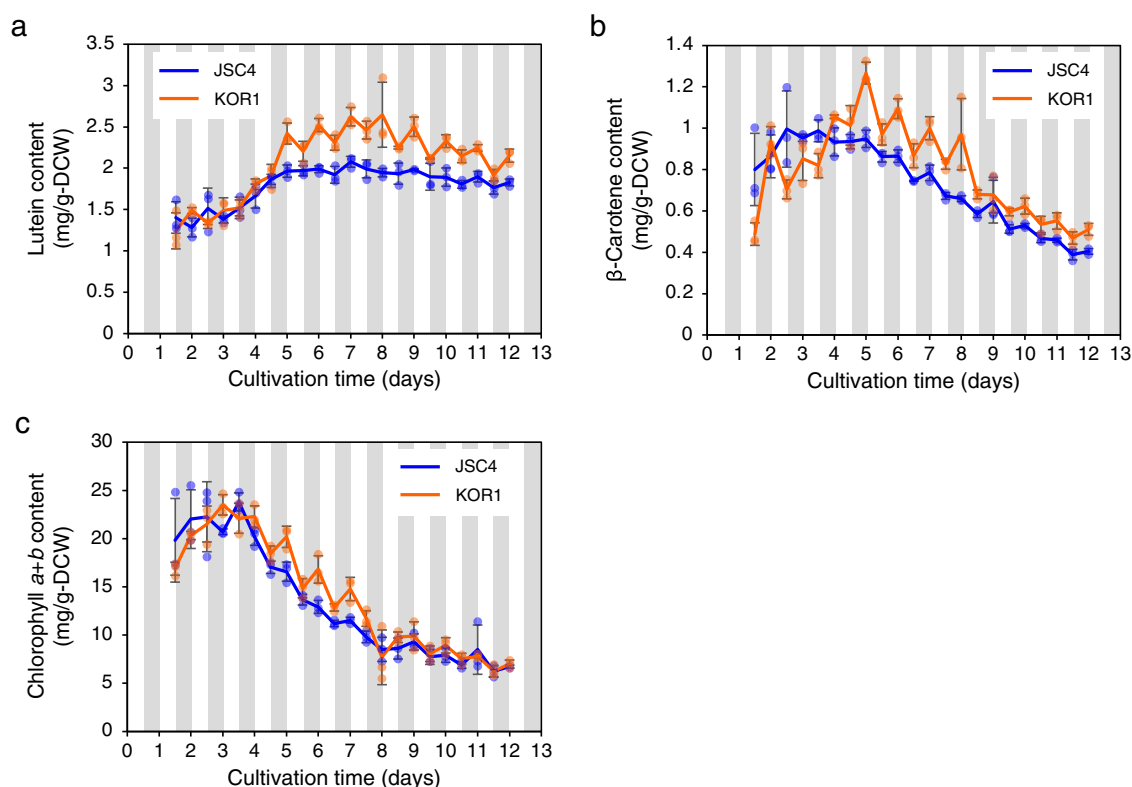 a
Lutein content
(mg/g-DCW)
3.5
3
2.5
2
1.5
1
0.5
0
JSC4
KOR1
0 1 2 3 4 5 6 7 8 9 10 11 12 13
Cultivation time (days)
b
β-Carotene content
(mg/g-DCW)
1.4
1.2
1
0.8
0.6
0.4
0.2
0
JSC4
KOR1
0 1 2 3 4 5 6 7 8 9 10 11 12 13
Cultivation time (days)
c
Chlorophyll a+b content
(mg/g-DCW)
30
25
20
15
10
5
0
JSC4
KOR1
0 1 2 3 4 5 6 7 8 9 10 11 12 13
Cultivation time (days)